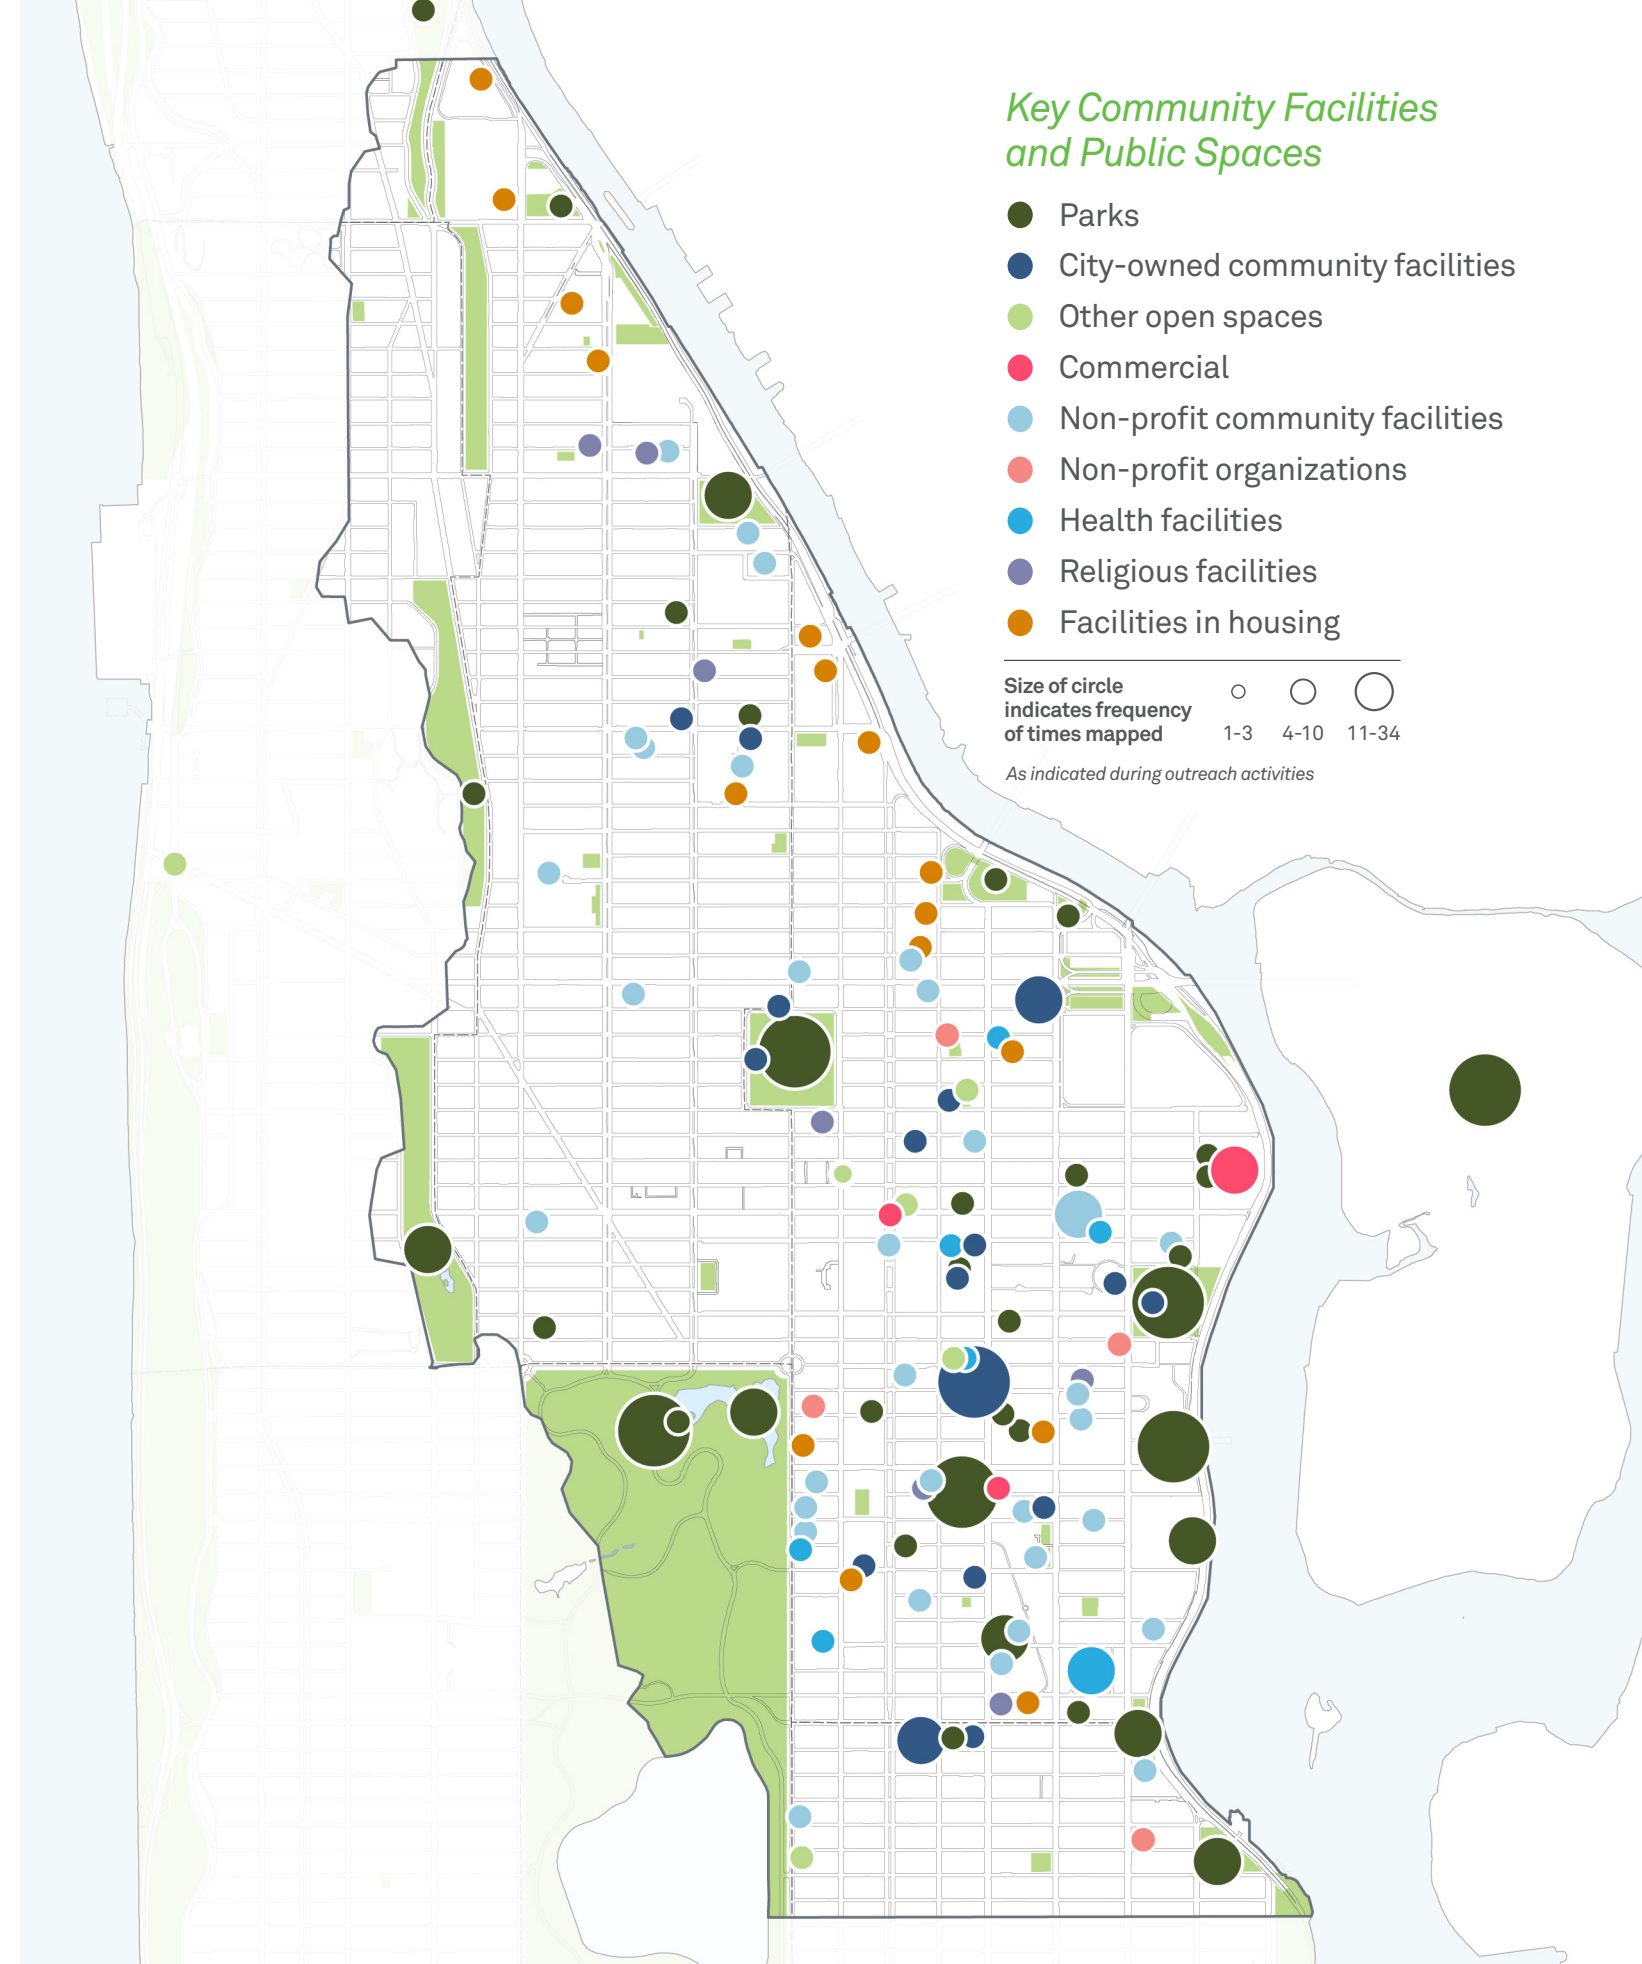 Key Community Facilities
and Public Spaces
Parks
City-owned community facilities
Other open spaces
Commercial
Non-profit community facilities
Non-profit organizations
Health facilities
Religious facilities
Facilities in housing
Size of circle
indicates frequency
of times mapped
1-3 4-10 11-34
As indicated during outreach activities